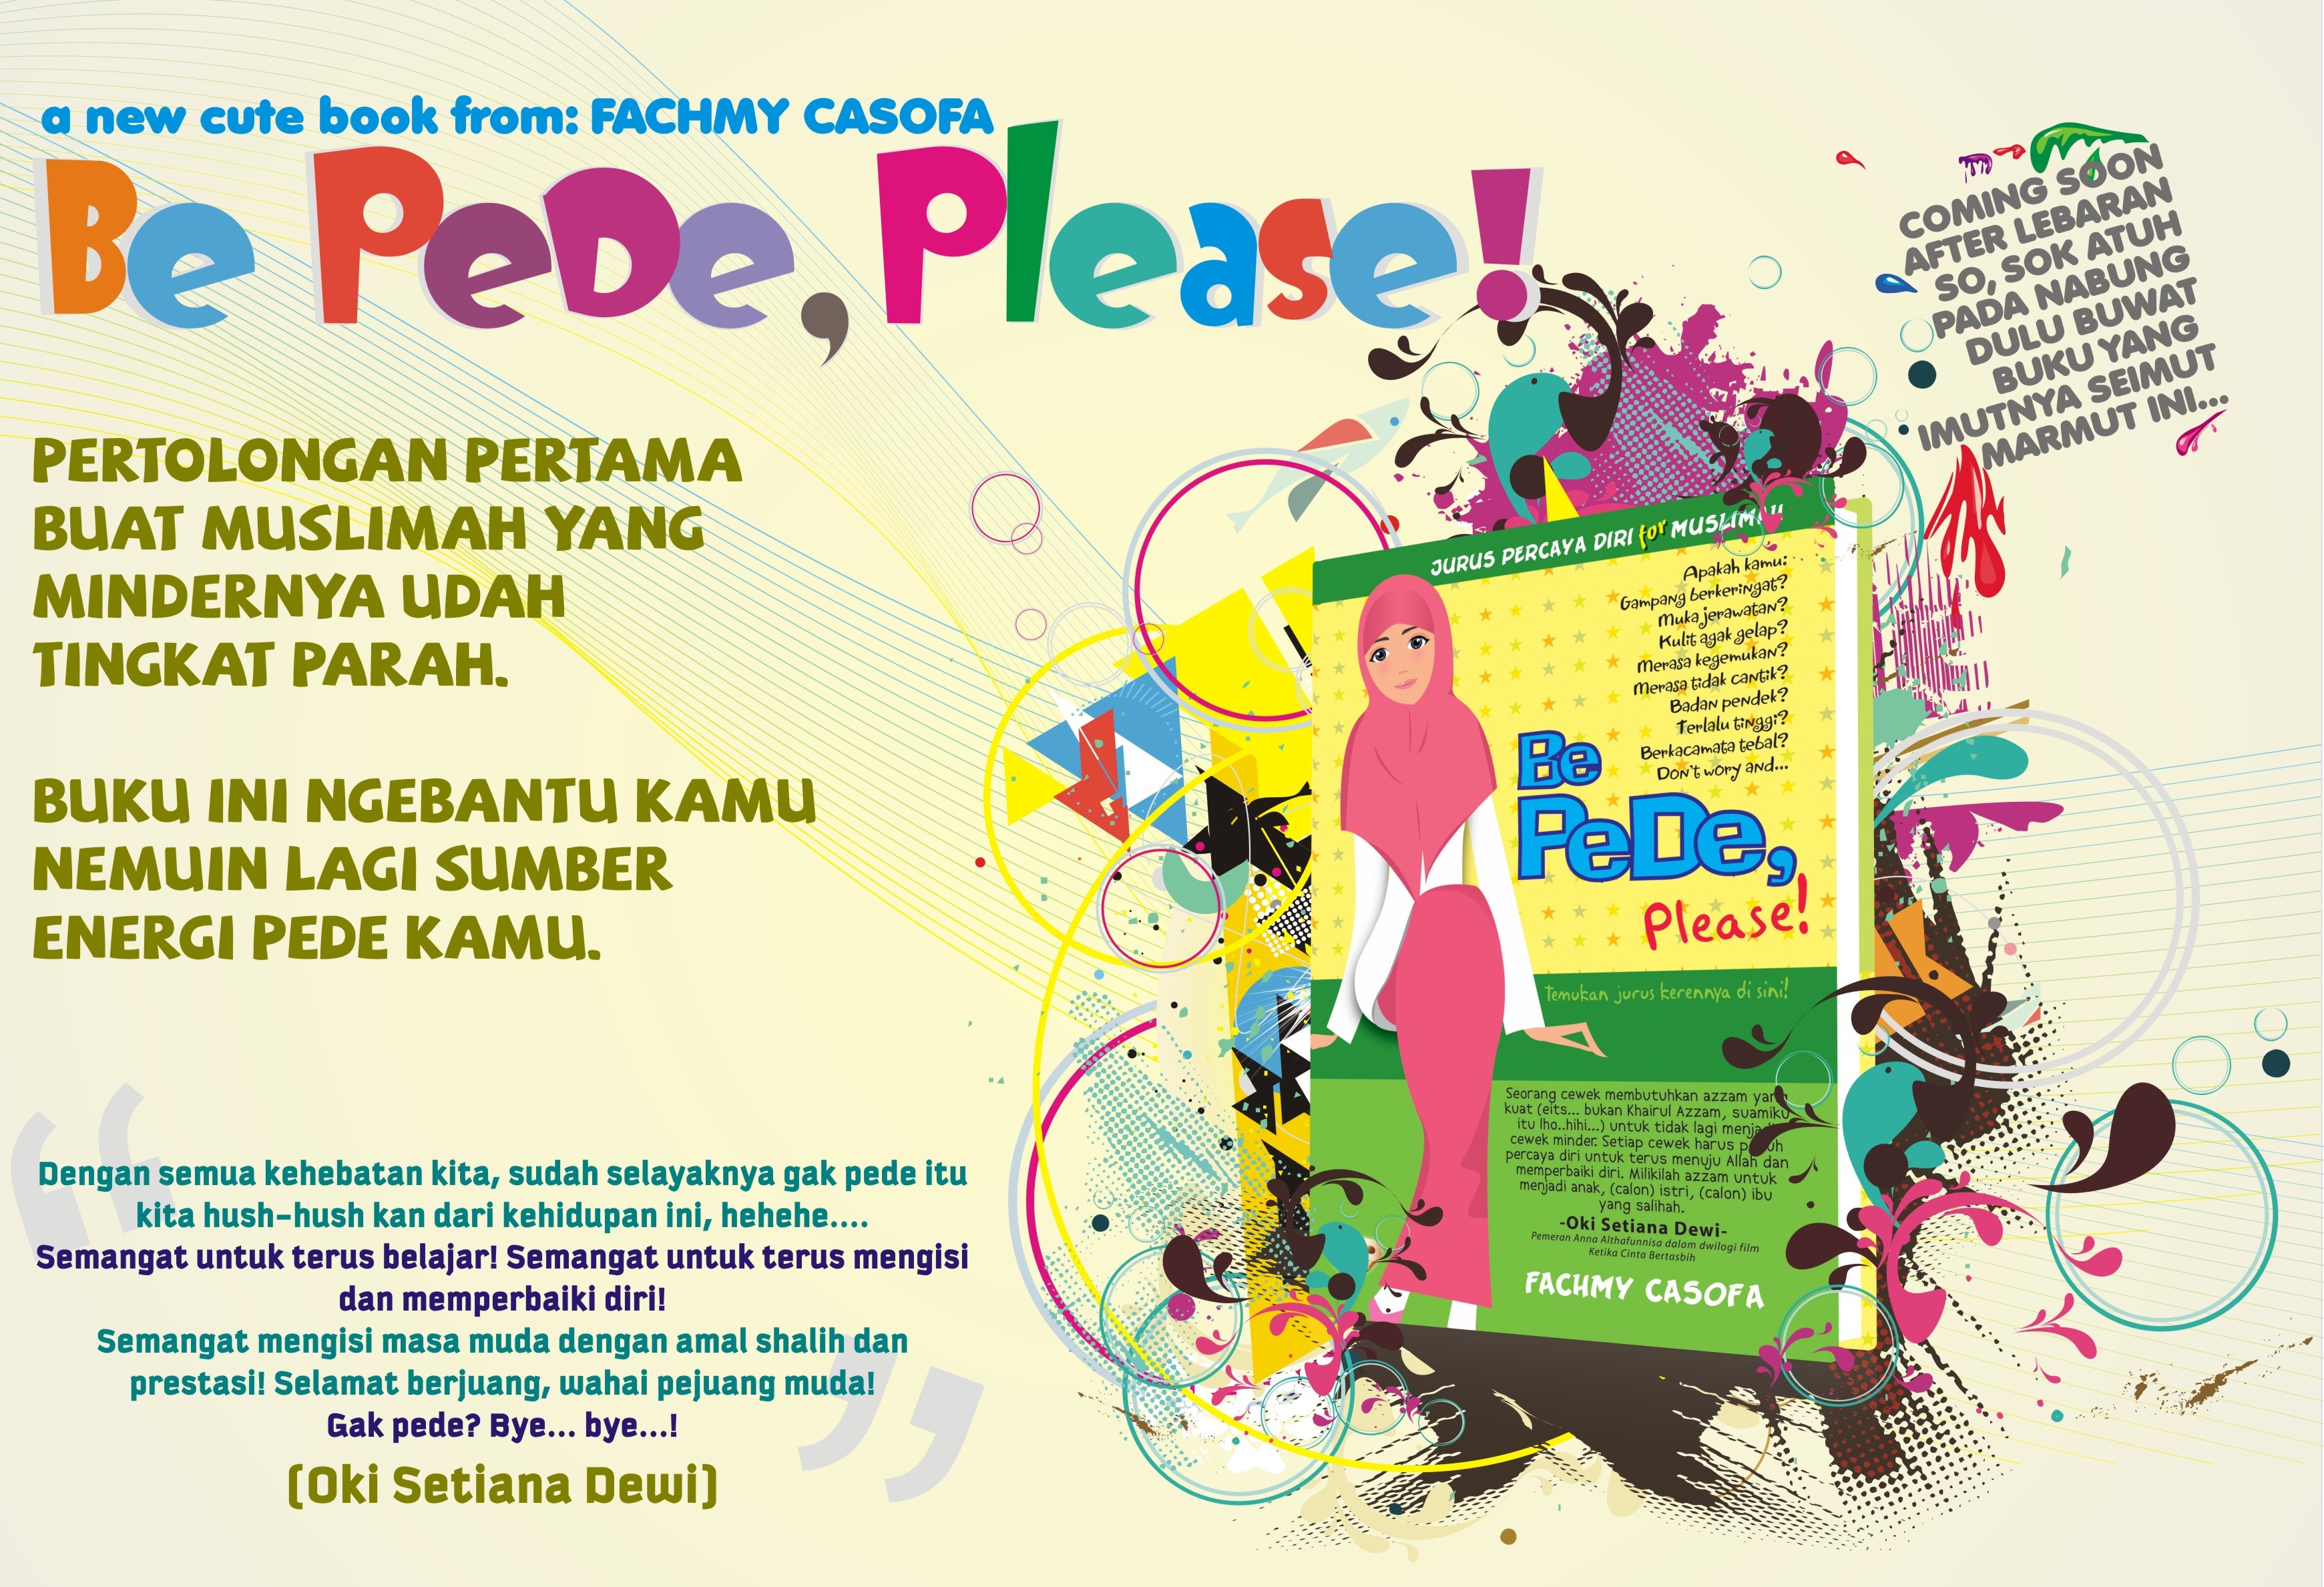 a new cute book from: FACHMY CASOFA
Be PeDe, Please!
COMING SOON
AFTER LEBARAN
SO, SOK ATUH
PADA NABUNG
DULU BUWAT
BUKU YANG
IMUTNYA SEIMUT
MARMUT INI...
PERTOLONGAN PERTAMA
BUAT MUSLIMAH YANG
MINDERNYA UDAH
TINGKAT PARAH.
BUKU INI NGEBANTU KAMU
NEMUIN LAGI SUMBER
ENERGI PEDE KAMU.
“
Dengan semua kehebatan kita, sudah selayaknya gak pede itu
kita hush-hush kan dari kehidupan ini, hehehe....
Semangat untuk terus belajar! Semangat untuk terus mengisi
dan memperbaiki diri!
Semangat mengisi masa muda dengan amal shalih dan
prestasi! Selamat berjuang, wahai pejuang muda!
Gak pede? Bye... bye...!
”
(Oki Setiana Dewi)
JURUS PERCAYA DIRI for MUSLIMAH
Apakah kamu:
Gampang berkeringat?
Muka jerawatan?
Kulit agak gelap?
Merasa kegemukan?
Merasa tidak cantik?
Badan pendek?
Terlalu tinggi?
Berkacamata tebal?
Don't wory and...
Be
PeDe,
Please!
Temukan jurus kerennya di sini!
Seorang cewek membutuhkan azzam yang
kuat (eits... bukan Khairul Azzam, suamiku
itu lho..hihi...) untuk tidak lagi menjadi
cewek minder. Setiap cewek harus penuh
percaya diri untuk terus menuju Allah dan
memperbaiki diri. Milikilah azzam untuk
menjadi anak, (calon) istri, (calon) ibu
yang salihah.
-Oki Setiana Dewi-
Pemeran Anna Althafunnisa dalam dwilogi film
Ketika Cinta Bertasbih
FACHMY CASOFA